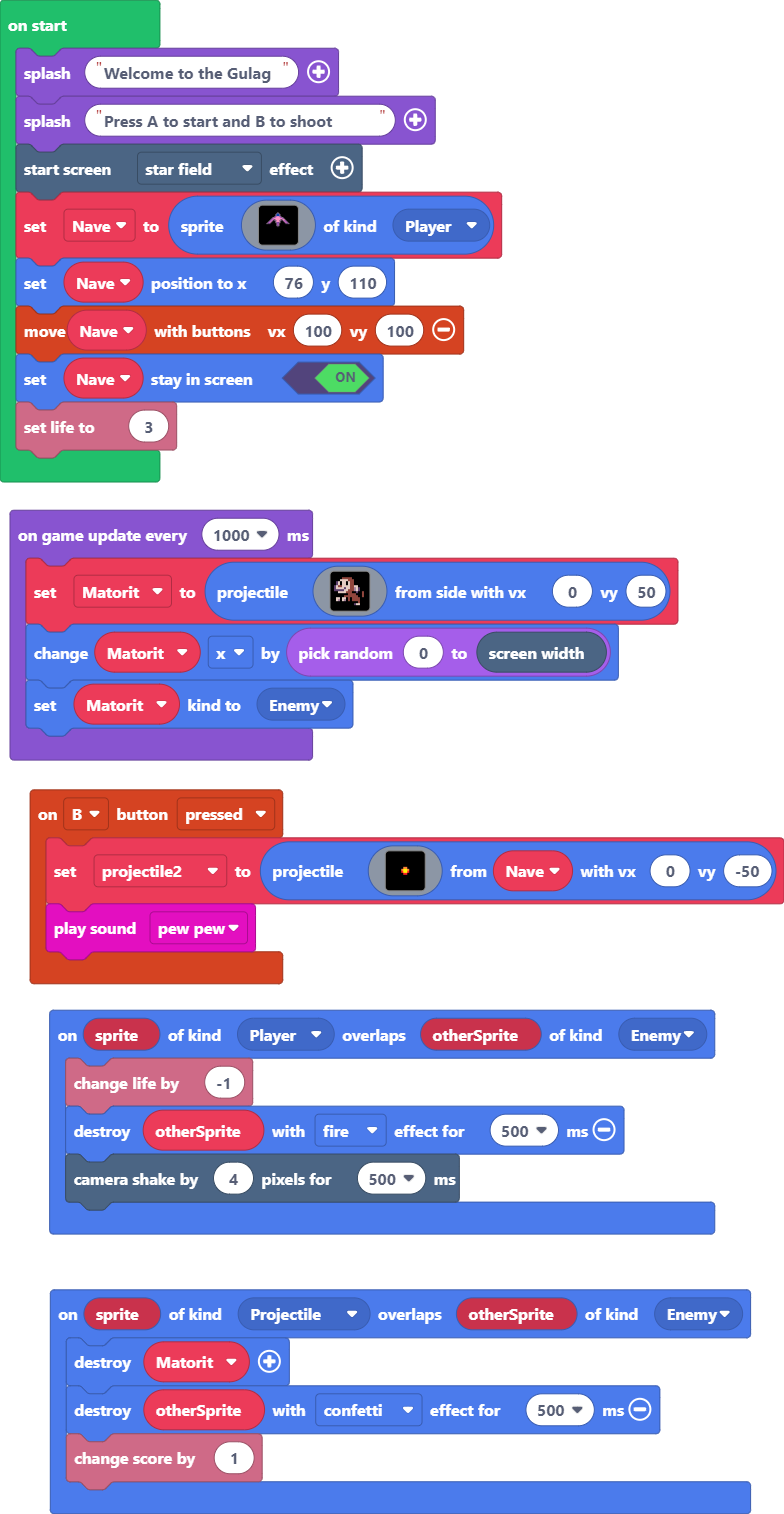 on start
splash "Welcome to the Gulag"
splash "Press A to start and B to shoot"
start screen star field effect
set Nave to sprite of kind Player
set Nave position to x 76 y 110
move Nave with buttons vx 100 vy 100
set Nave stay in screen ON
set life to 3
on game update every 1000 ms
set Matorit to projectile from side with vx 0 vy 50
change Matorit x by pick random 0 to screen width
set Matorit kind to Enemy
on B button pressed
set projectile2 to projectile from Nave with vx 0 vy -50
play sound pew pew
on sprite of kind Player overlaps otherSprite of kind Enemy
change life by -1
destroy otherSprite with fire effect for 500 ms
camera shake by 4 pixels for 500 ms
on sprite of kind Projectile overlaps otherSprite of kind Enemy
destroy Matorit
destroy otherSprite with confetti effect for 500 ms
change score by 1